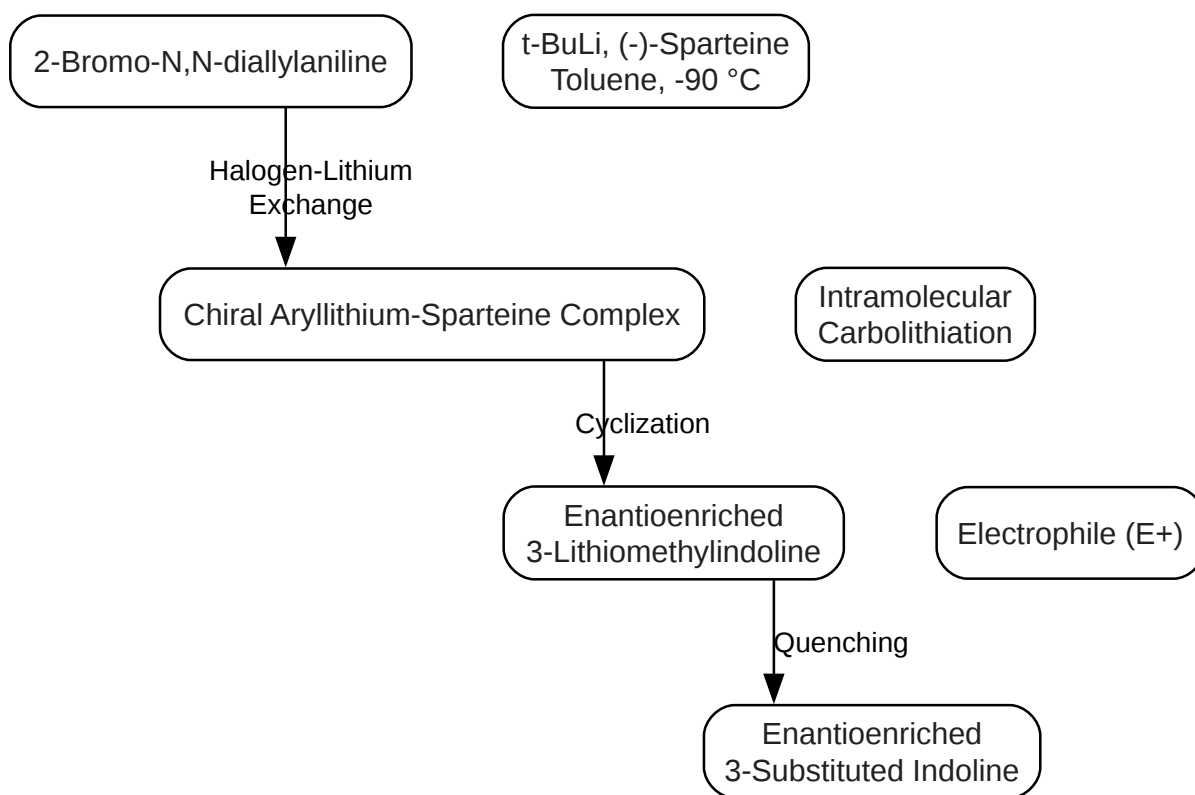 2-Bromo-N,N-diallylaniline
t-BuLi, (-)-Sparteine
Toluene, -90 °C
Halogen-Lithium
Exchange
Chiral Aryllithium-Sparteine Complex
Intramolecular
Carbolithiation
Cyclization
Enantioenriched
3-Lithiomethylindoline
Electrophile (E+)
Quenching
Enantioenriched
3-Substituted Indoline